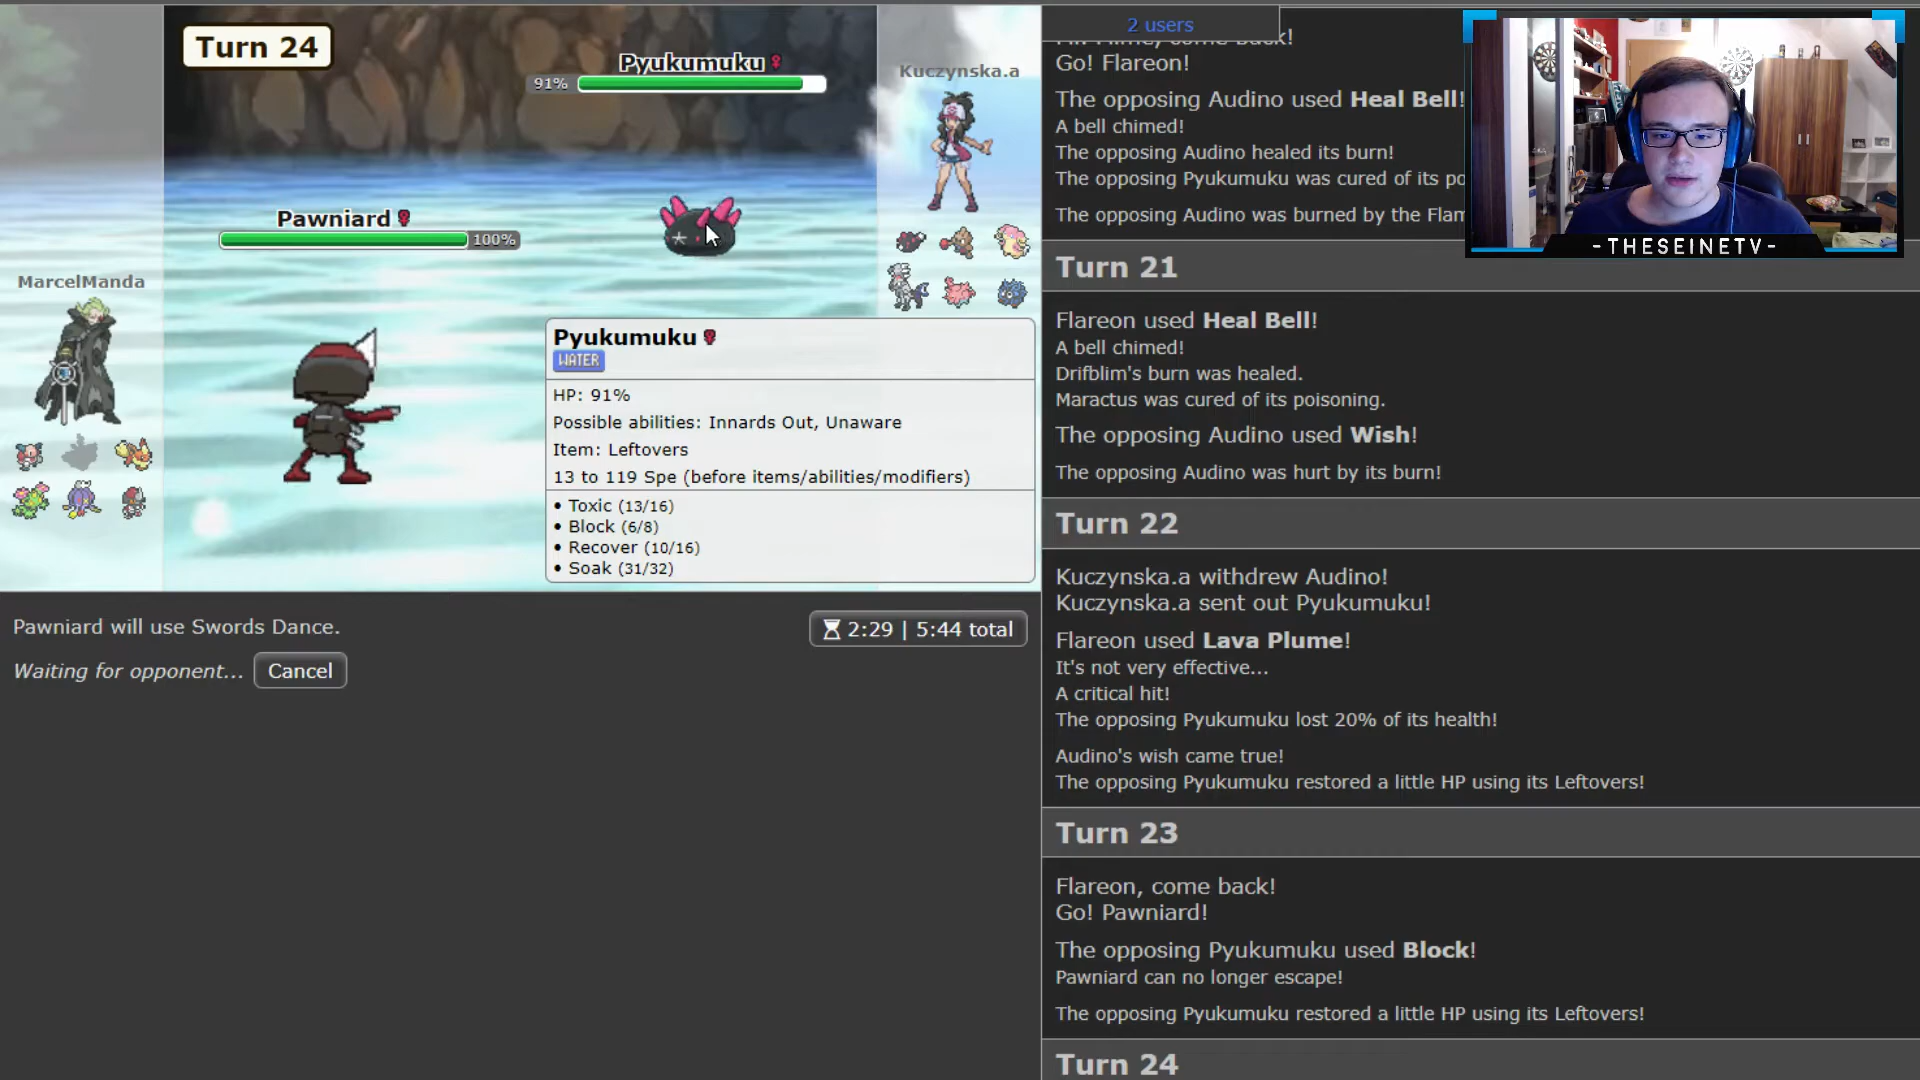 Turn 24
Pyukumuku
91%
Kuczynska.a
Pawniard
100%
MarcelManda
Pyukumuku
WATER
HP: 91%
Possible abilities: Innards Out, Unaware
Item: Leftovers
13 to 119 Spe (before items/abilities/modifiers)
• Toxic (13/16)
• Block (6/8)
• Recover (10/16)
• Soak (31/32)
Pawniard will use Swords Dance.
2:29 | 5:44 total
Waiting for opponent... Cancel
2 users
come back!
Go! Flareon!
The opposing Audino used Heal Bell!
A bell chimed!
The opposing Audino healed its burn!
The opposing Pyukumuku was cured of its po
The opposing Audino was burned by the Flam
Turn 21
Flareon used Heal Bell!
A bell chimed!
Drifblim's burn was healed.
Maractus was cured of its poisoning.
The opposing Audino used Wish!
The opposing Audino was hurt by its burn!
Turn 22
Kuczynska.a withdrew Audino!
Kuczynska.a sent out Pyukumuku!
Flareon used Lava Plume!
It's not very effective...
A critical hit!
The opposing Pyukumuku lost 20% of its health!
Audino's wish came true!
The opposing Pyukumuku restored a little HP using its Leftovers!
Turn 23
Flareon, come back!
Go! Pawniard!
The opposing Pyukumuku used Block!
Pawniard can no longer escape!
The opposing Pyukumuku restored a little HP using its Leftovers!
Turn 24
-THESEINETV-